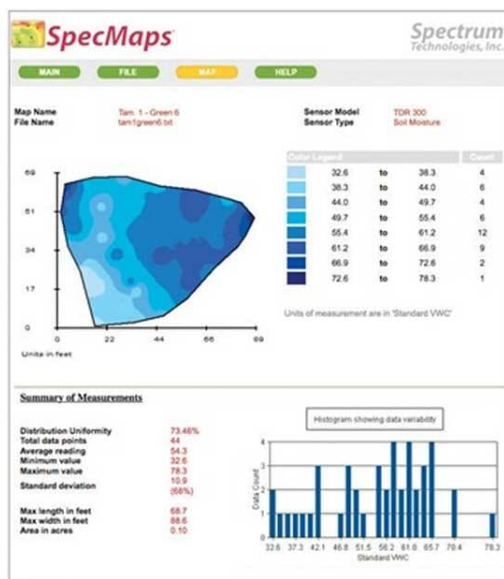 SpecMaps
Spectrum
Technologies, Inc.
MAIN FILE MAP HELP
Map Name Tam. 1 - Green 6 Sensor Model TDR 300
File Name tam1green6.txt Sensor Type Soil Moisture
Color Legend Count
32.6 to 38.3 4
38.3 to 44.0 6
44.0 to 49.7 4
49.7 to 55.4 6
55.4 to 61.2 12
61.2 to 66.9 9
66.9 to 72.6 2
72.6 to 78.3 1
Units of measurement are in 'Standard VWC'
69
51
34
17
0
0 22 44 66 89
Units in feet
Summary of Measurements
Distribution Uniformity 73.46%
Total data points 44
Average reading 54.3
Minimum value 32.6
Maximum value 78.3
Standard deviation 10.9
(68%)
Max length in feet 68.7
Max width in feet 88.6
Area in acres 0.10
Histogram showing data variability
Data Count
4
3
2
1
0
32.6 37.3 42.1 46.8 51.5 56.2 61.0 65.7 70.4 78.3
Standard VWC